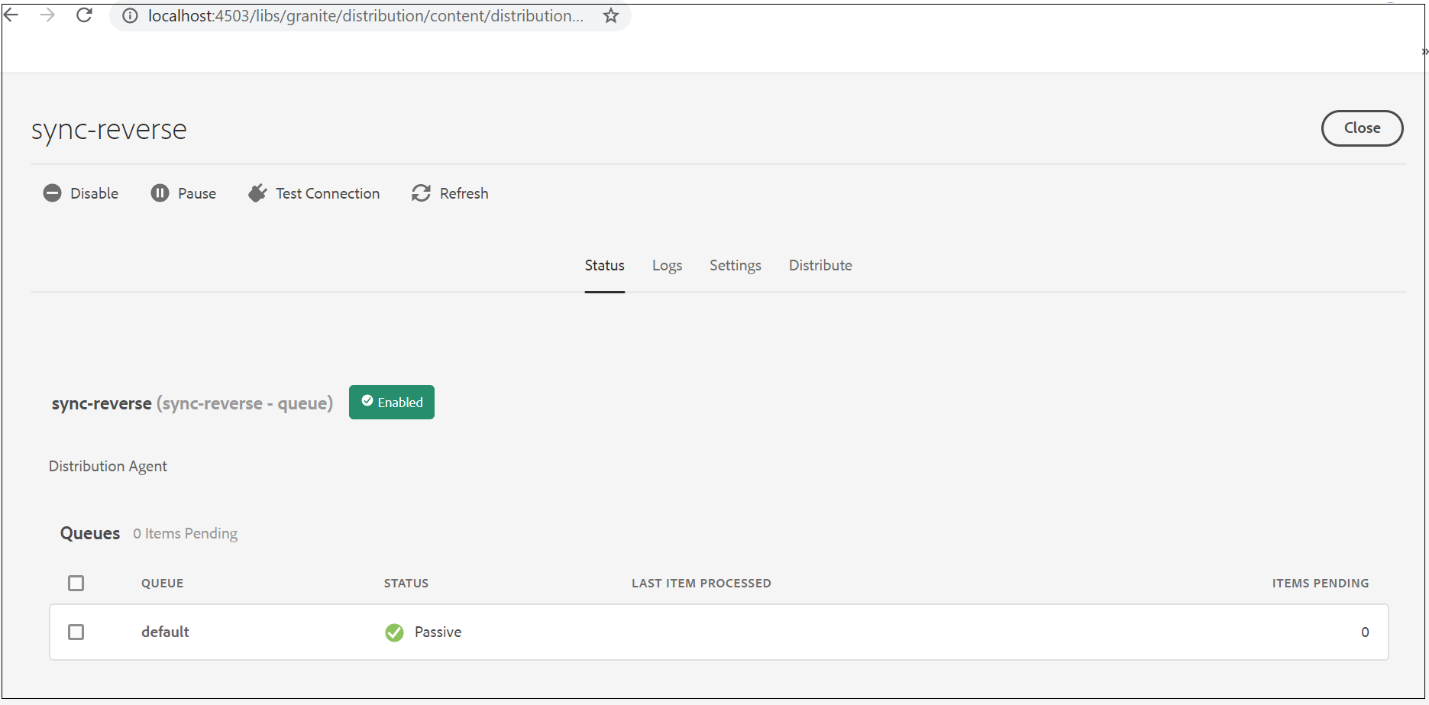 localhost:4503/libs/granite/distribution/content/distribution...
»
sync-reverse
Close
Disable Pause Test Connection Refresh
Status Logs Settings Distribute
sync-reverse (sync-reverse - queue) Enabled
Distribution Agent
Queues 0 Items Pending
QUEUE STATUS LAST ITEM PROCESSED ITEMS PENDING
default Passive 0